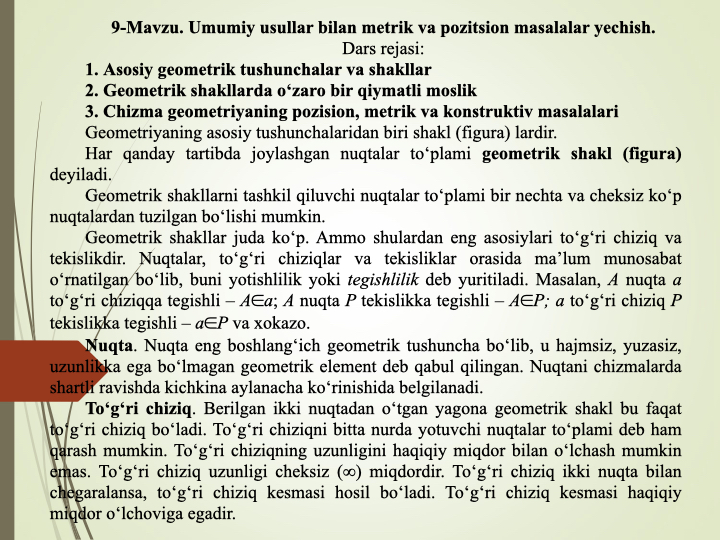 9-Mavzu. Umumiy usullar bilan metrik va pozitsion masalalar yechish.
Dars rejasi:
1. Asosiy geometrik tushunchalar va shakllar
2. Geometrik shakllarda o‘zaro bir qiymatli moslik
3. Chizma geometriyaning pozision, metrik va konstruktiv masalalari
Geometriyaning asosiy tushunchalaridan biri shakl (figura) lardir.
Har qanday tartibda joylashgan nuqtalar to‘plami geometrik shakl (figura)
deyiladi.
Geometrik shakllarni tashkil qiluvchi nuqtalar to‘plami bir nechta va cheksiz ko‘p
nuqtalardan tuzilgan bo‘lishi mumkin.
Geometrik shakllar juda ko‘p. Ammo shulardan eng asosiylari to‘g‘ri chiziq va
tekislikdir. Nuqtalar, to‘g‘ri chiziqlar va tekisliklar orasida ma’lum munosabat
o‘rnatilgan bo‘lib, buni yotishlilik yoki tegishlilik deb yuritiladi. Masalan, A nuqta a
to‘g‘ri chiziqqa tegishli – A∈a; A nuqta P tekislikka tegishli – A∈P; a to‘g‘ri chiziq P
tekislikka tegishli – a∈P va xokazo.
Nuqta. Nuqta eng boshlang‘ich geometrik tushuncha bo‘lib, u hajmsiz, yuzasiz,
uzunlikka ega bo‘lmagan geometrik element deb qabul qilingan. Nuqtani chizmalarda
shartli ravishda kichkina aylanacha ko‘rinishida belgilanadi.
To‘g‘ri chiziq. Berilgan ikki nuqtadan o‘tgan yagona geometrik shakl bu faqat
to‘g‘ri chiziq bo‘ladi. To‘g‘ri chiziqni bitta nurda yotuvchi nuqtalar to‘plami deb ham
qarash mumkin. To‘g‘ri chiziqning uzunligini haqiqiy miqdor bilan o‘lchash mumkin
emas. To‘g‘ri chiziq uzunligi cheksiz (∞) miqdordir. To‘g‘ri chiziq ikki nuqta bilan
chegaralansa, to‘g‘ri chiziq kesmasi hosil bo‘ladi. To‘g‘ri chiziq kesmasi haqiqiy
miqdor o‘lchoviga egadir.